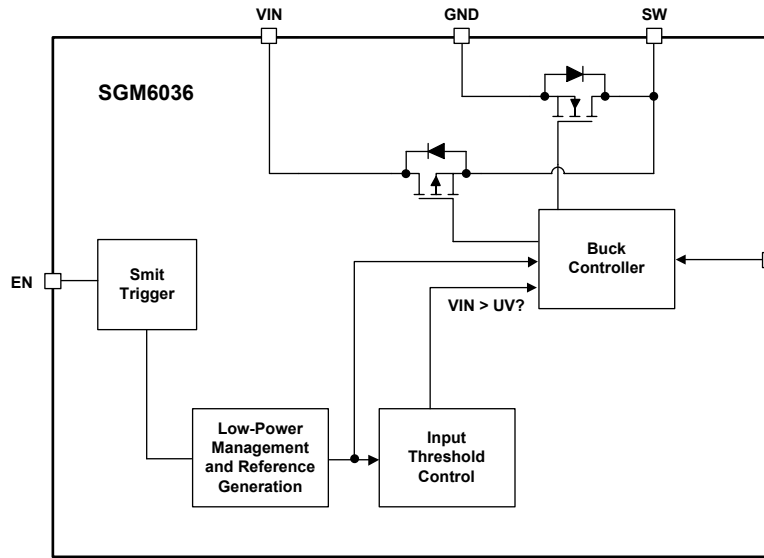 VIN
GND
SW
SGM6036
EN
Smit
Trigger
Buck
Controller
VIN > UV?
Low-Power
Management
and Reference
Generation
Input
Threshold
Control